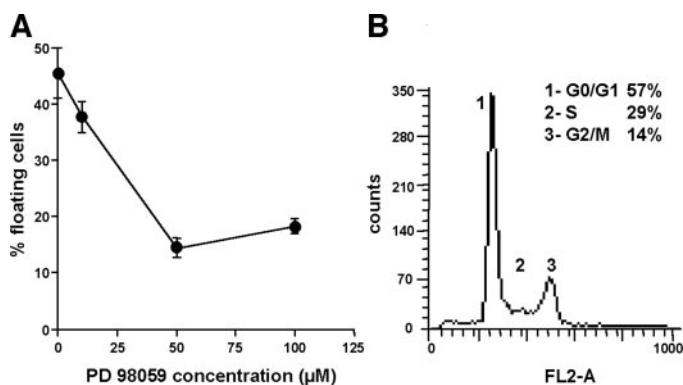 A
% floating cells
50
40
30
20
10
0
0 25 50 75 100 125
PD 98059 concentration (µM)
B
counts
350
280
210
140
70
0
1- G0/G1 57%
2- S 29%
3- G2/M 14%
1
2
3
0 1000
FL2-A